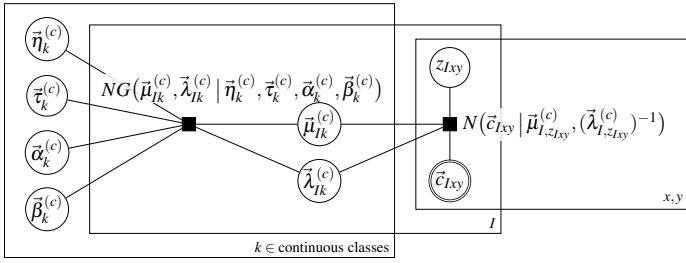 η⃗_k^(c)
z_Ixy
τ⃗_k^(c)
NG(μ⃗_Ik^(c), λ⃗_Ik^(c) | η⃗_k^(c), τ⃗_k^(c), α⃗_k^(c), β⃗_k^(c))
μ⃗_Ik^(c)
N(c⃗_Ixy | μ⃗_I,z_Ixy^(c), (λ⃗_I,z_Ixy^(c))^−1)
α⃗_k^(c)
λ⃗_Ik^(c)
c⃗_Ixy
β⃗_k^(c)
x, y
I
k ∈ continuous classes